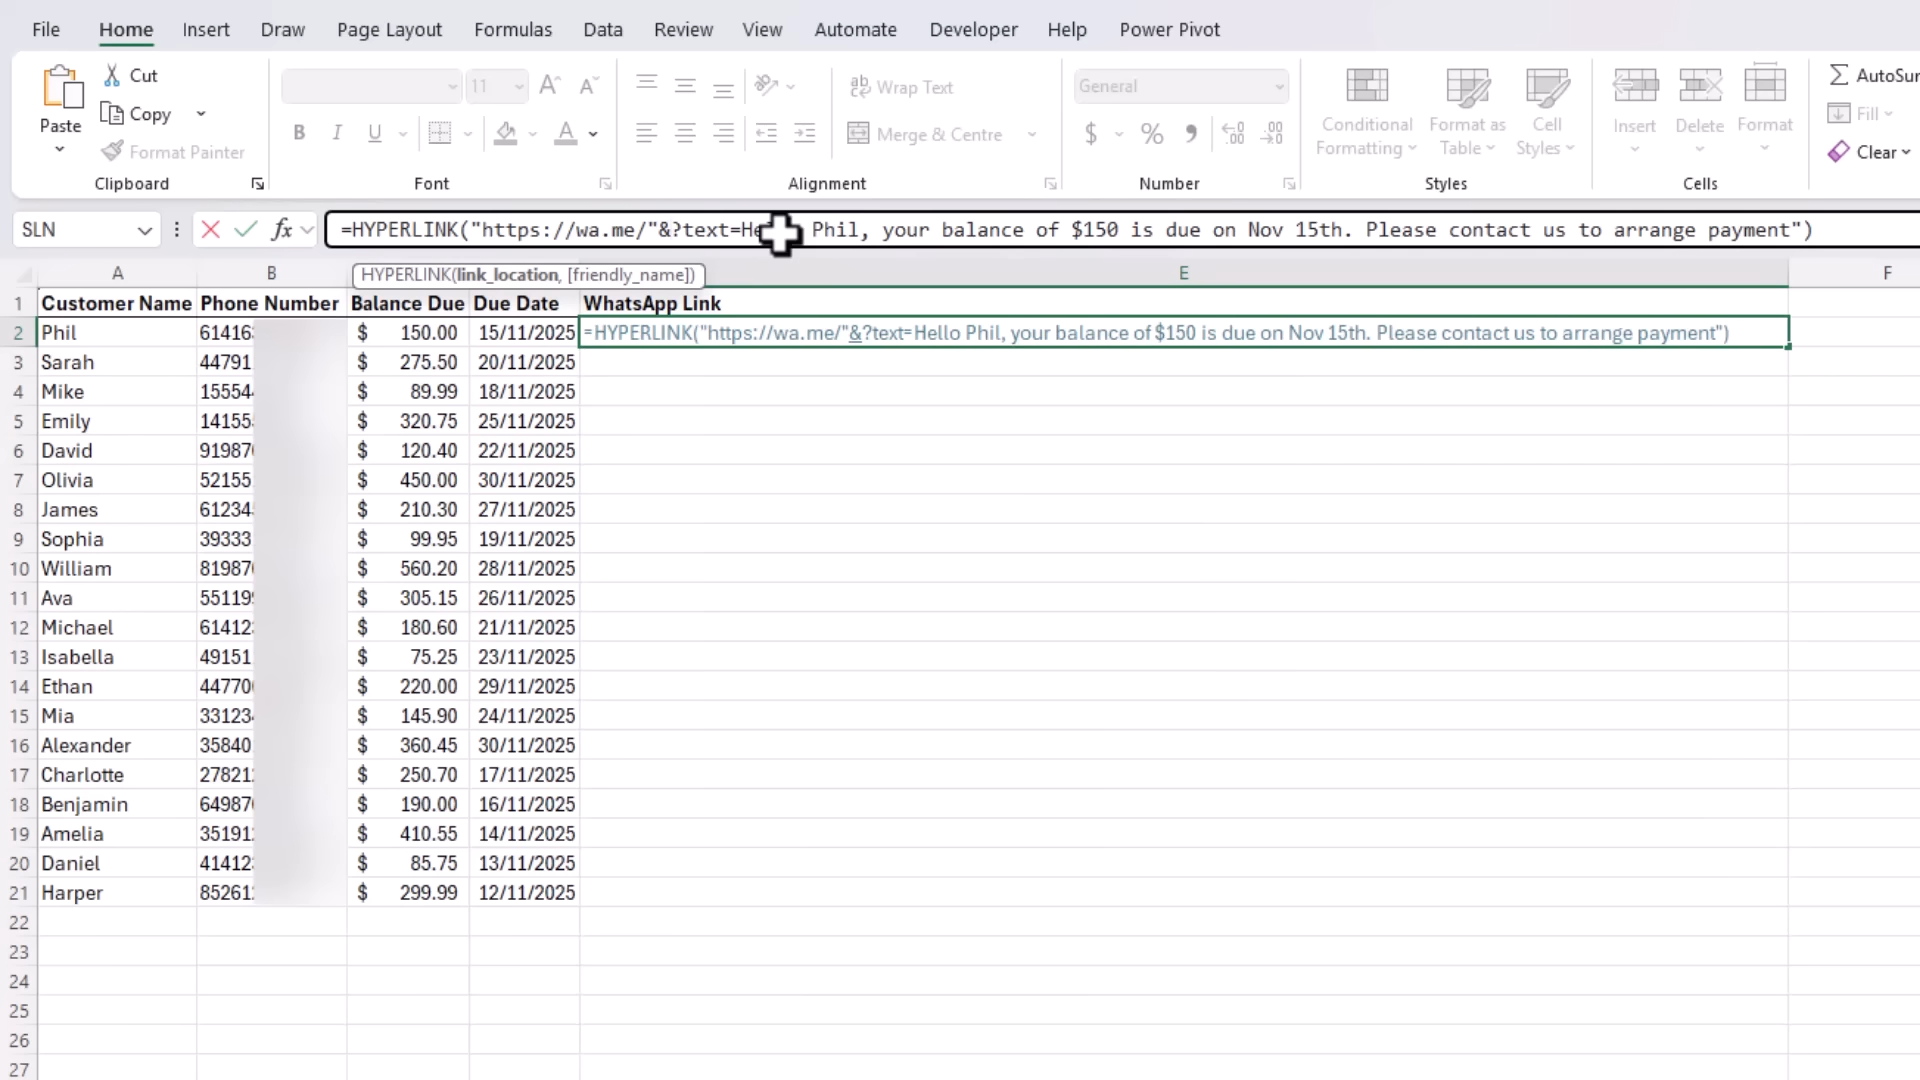 File Home Insert Draw Page Layout Formulas Data Review View Automate Developer Help Power Pivot
Paste
Cut
Copy
Format Painter
Clipboard
11
B I U
Font
Wrap Text
Merge & Centre
Alignment
General
$ % 9
Number
Conditional Formatting
Format as Table
Cell Styles
Styles
Insert Delete Format
Cells
Fill
Clear
SLN
fx
=HYPERLINK("https://wa.me/"&?text= Phil, your balance of $150 is due on Nov 15th. Please contact us to arrange payment")
HYPERLINK(link_location, [friendly_name])
A B E F
1 Customer Name Phone Number Balance Due Due Date WhatsApp Link
2 Phil $ 150.00 15/11/2025 =HYPERLINK("https://wa.me/"&?text=Hello Phil, your balance of $150 is due on Nov 15th. Please contact us to arrange payment")
3 Sarah 44791 $ 275.50 20/11/2025
4 Mike 15554 $ 89.99 18/11/2025
5 Emily 14155 $ 320.75 25/11/2025
6 David 91987 $ 120.40 22/11/2025
7 Olivia 52155 $ 450.00 30/11/2025
8 James 61234 $ 210.30 27/11/2025
9 Sophia 39333 $ 99.95 19/11/2025
10 William 81987 $ 560.20 28/11/2025
11 Ava 55119 $ 305.15 26/11/2025
12 Michael 61412 $ 180.60 21/11/2025
13 Isabella 49151 $ 75.25 23/11/2025
14 Ethan 44770 $ 220.00 29/11/2025
15 Mia 33123 $ 145.90 24/11/2025
16 Alexander 35840 $ 360.45 30/11/2025
17 Charlotte 27821 $ 250.70 17/11/2025
18 Benjamin 64987 $ 190.00 16/11/2025
19 Amelia 35191 $ 410.55 14/11/2025
20 Daniel 41412 $ 85.75 13/11/2025
21 Harper 85261 $ 299.99 12/11/2025
22
23
24
25
26
27